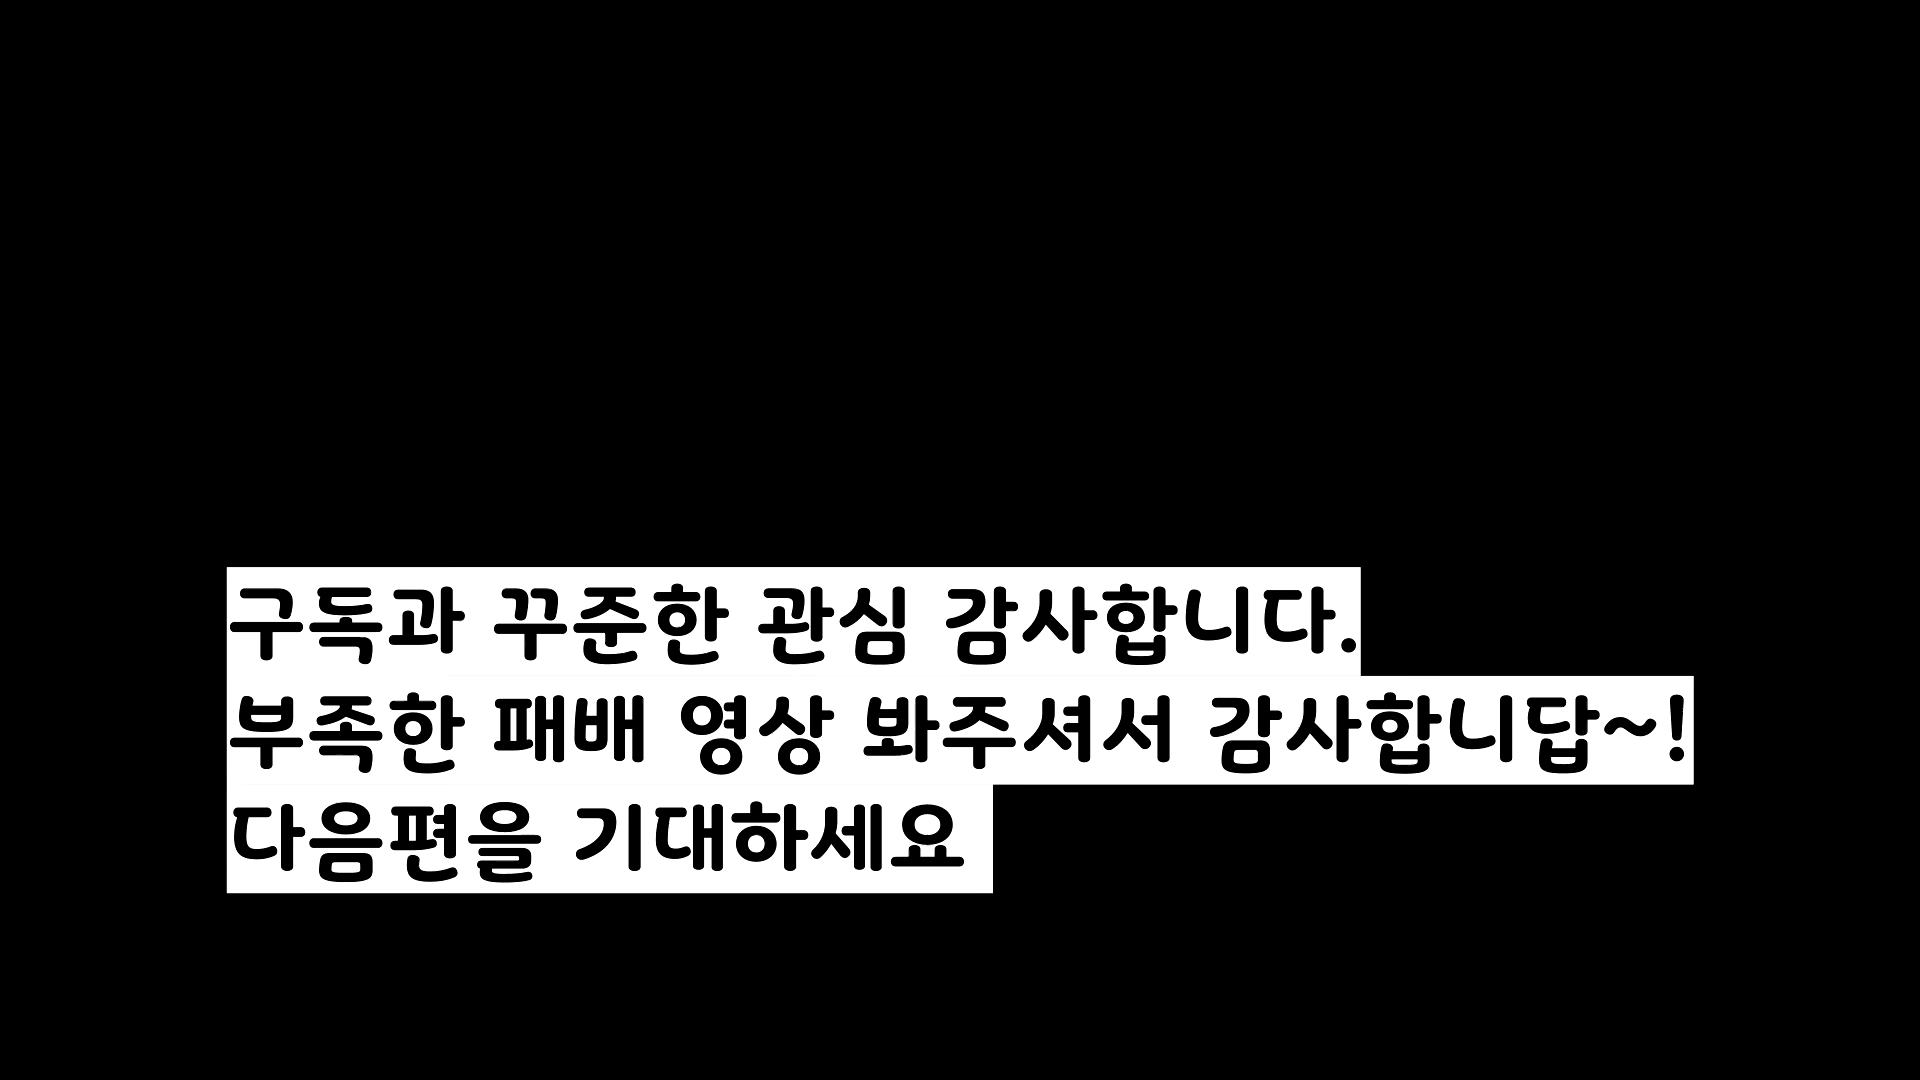 구독과 꾸준한 관심 감사합니다.
부족한 패배 영상 봐주셔서 감사합니답~!
다음편을 기대하세요